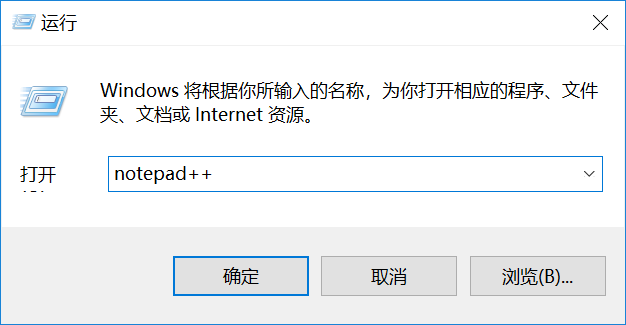 运行
Windows 将根据你所输入的名称，为你打开相应的程序、文件
夹、文档或 Internet 资源。
打开
notepad++
确定
取消
浏览(B)...